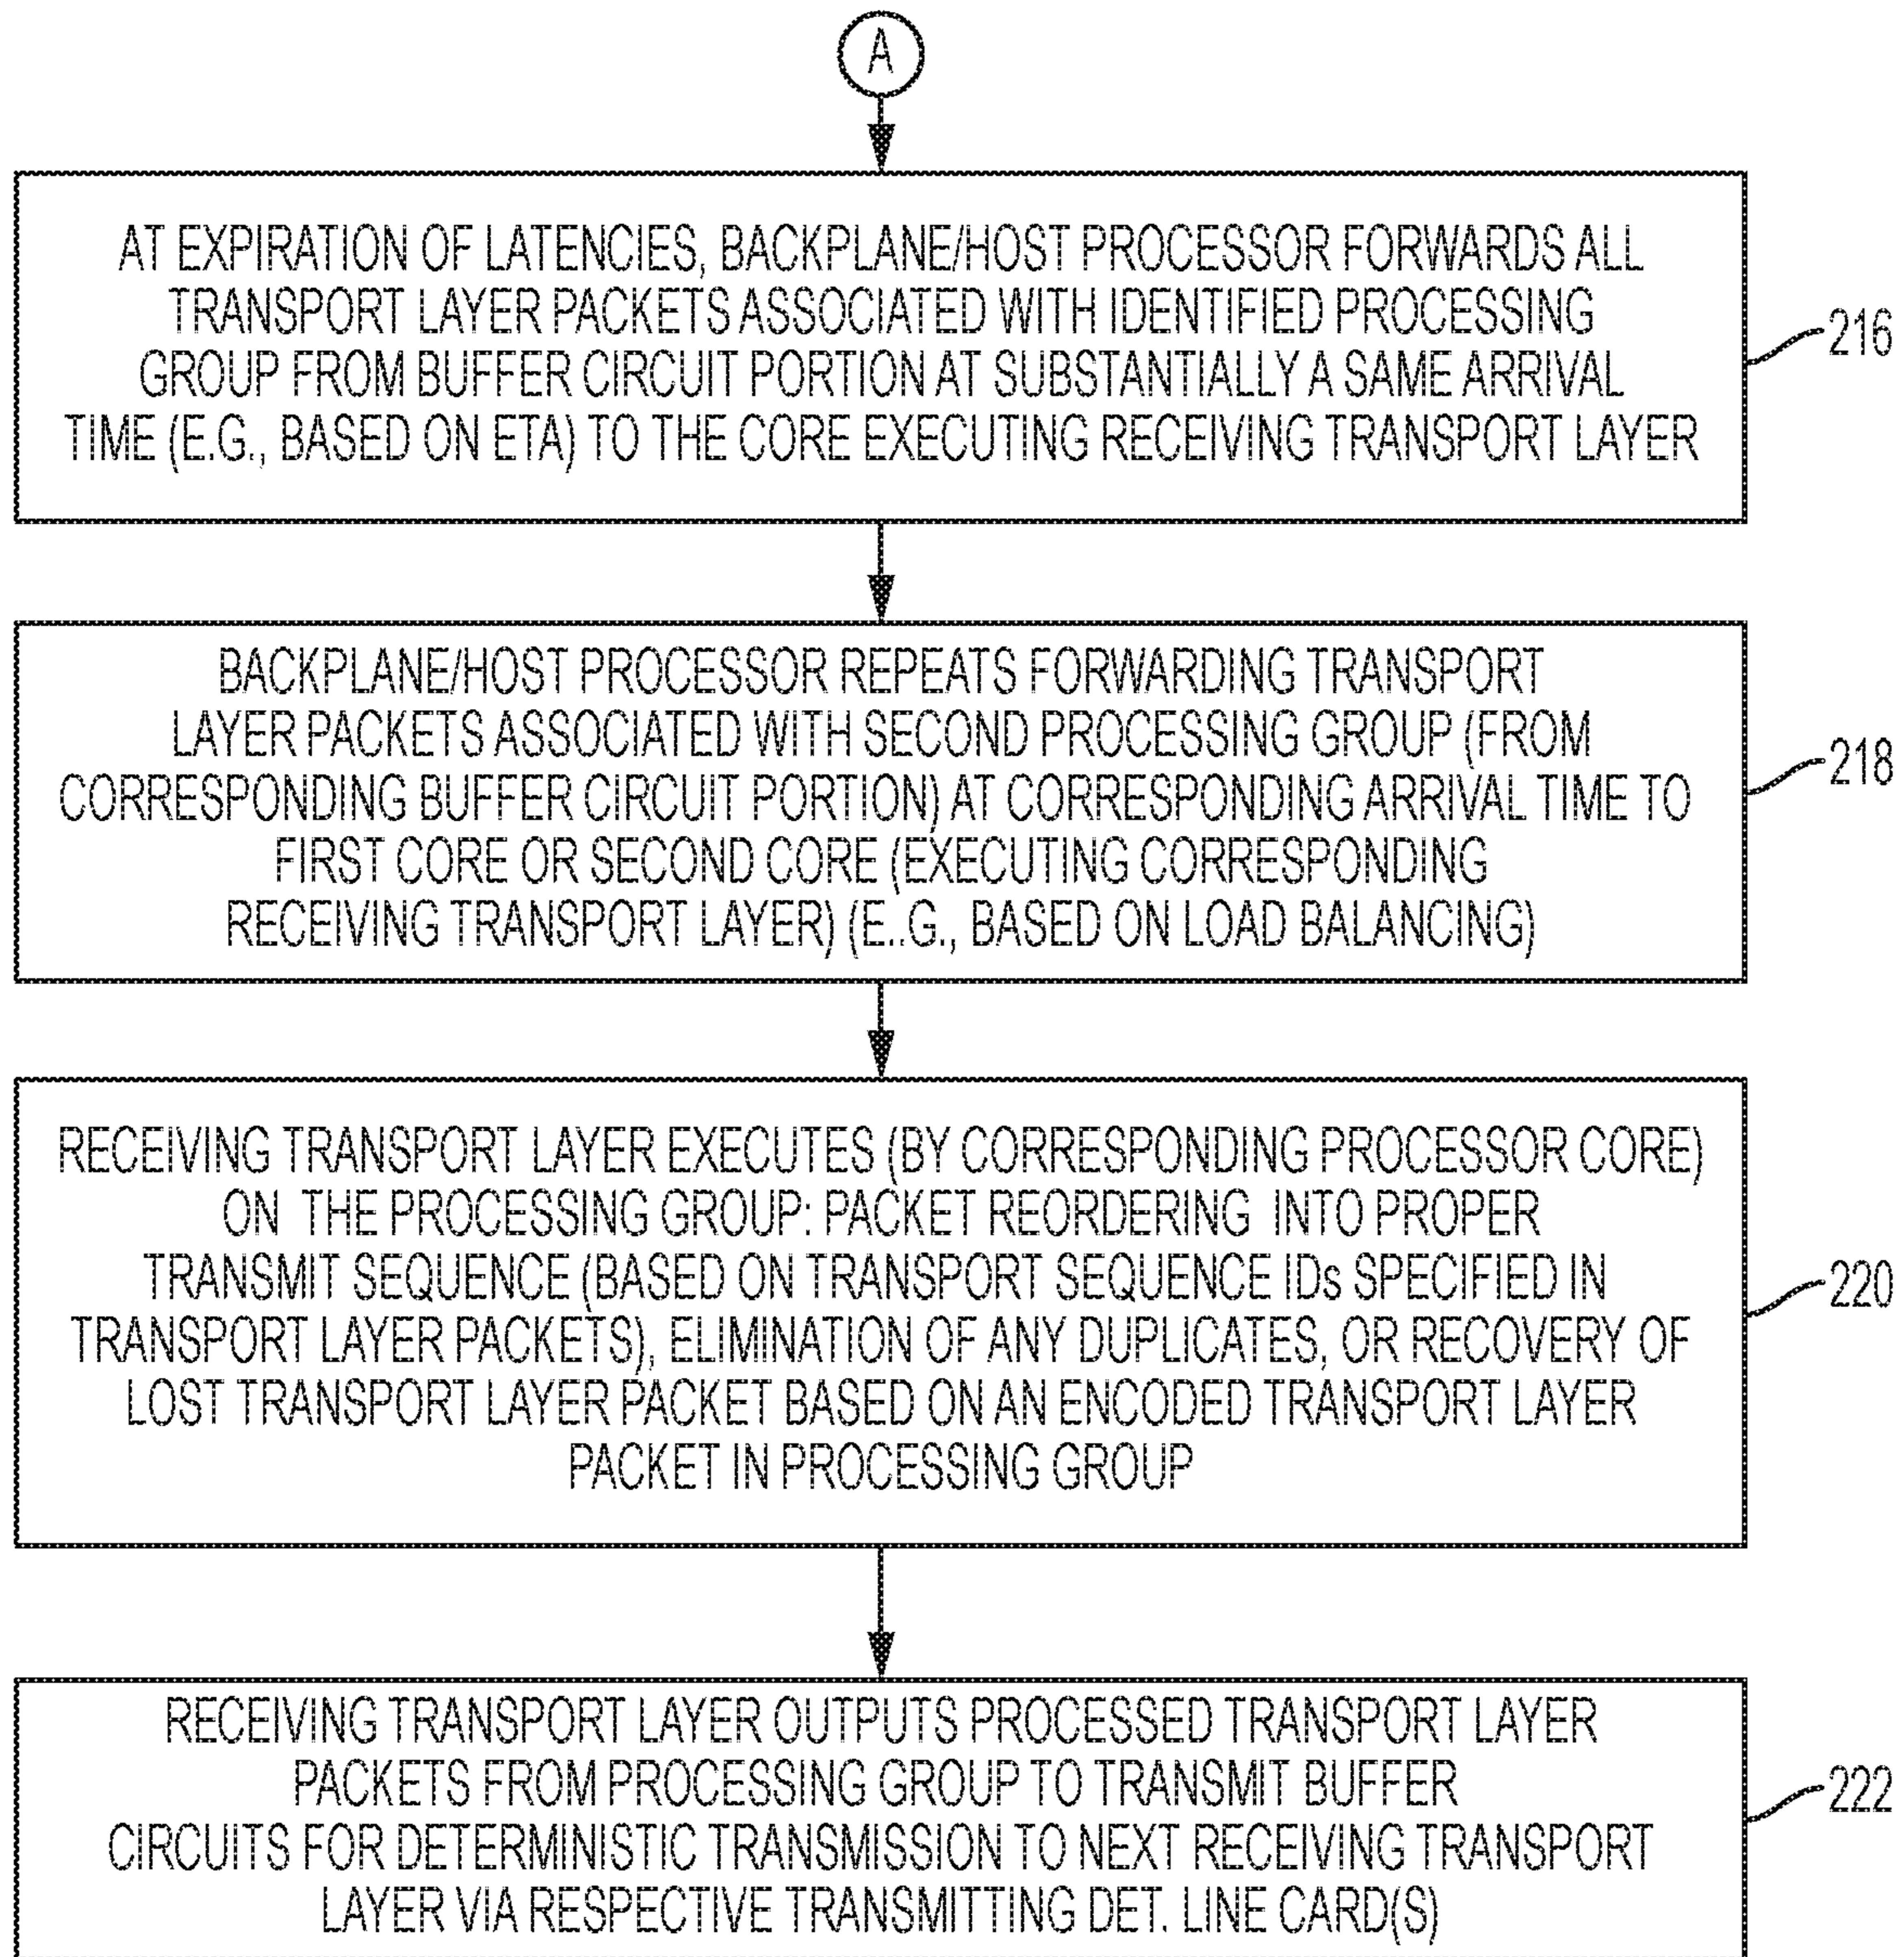 A
AT EXPIRATION OF LATENCIES, BACKPLANE/HOST PROCESSOR FORWARDS ALL
TRANSPORT LAYER PACKETS ASSOCIATED WITH IDENTIFIED PROCESSING
GROUP FROM BUFFER CIRCUIT PORTION AT SUBSTANTIALLY A SAME ARRIVAL
TIME (E.G., BASED ON ETA) TO THE CORE EXECUTING RECEIVING TRANSPORT LAYER
216
BACKPLANE/HOST PROCESSOR REPEATS FORWARDING TRANSPORT
LAYER PACKETS ASSOCIATED WITH SECOND PROCESSING GROUP (FROM
CORRESPONDING BUFFER CIRCUIT PORTION) AT CORRESPONDING ARRIVAL TIME TO
FIRST CORE OR SECOND CORE (EXECUTING CORRESPONDING
RECEIVING TRANSPORT LAYER) (E..G., BASED ON LOAD BALANCING)
218
RECEIVING TRANSPORT LAYER EXECUTES (BY CORRESPONDING PROCESSOR CORE)
ON THE PROCESSING GROUP: PACKET REORDERING INTO PROPER
TRANSMIT SEQUENCE (BASED ON TRANSPORT SEQUENCE IDs SPECIFIED IN
TRANSPORT LAYER PACKETS), ELIMINATION OF ANY DUPLICATES, OR RECOVERY OF
LOST TRANSPORT LAYER PACKET BASED ON AN ENCODED TRANSPORT LAYER
PACKET IN PROCESSING GROUP
220
RECEIVING TRANSPORT LAYER OUTPUTS PROCESSED TRANSPORT LAYER
PACKETS FROM PROCESSING GROUP TO TRANSMIT BUFFER
CIRCUITS FOR DETERMINISTIC TRANSMISSION TO NEXT RECEIVING TRANSPORT
LAYER VIA RESPECTIVE TRANSMITTING DET. LINE CARD(S)
222